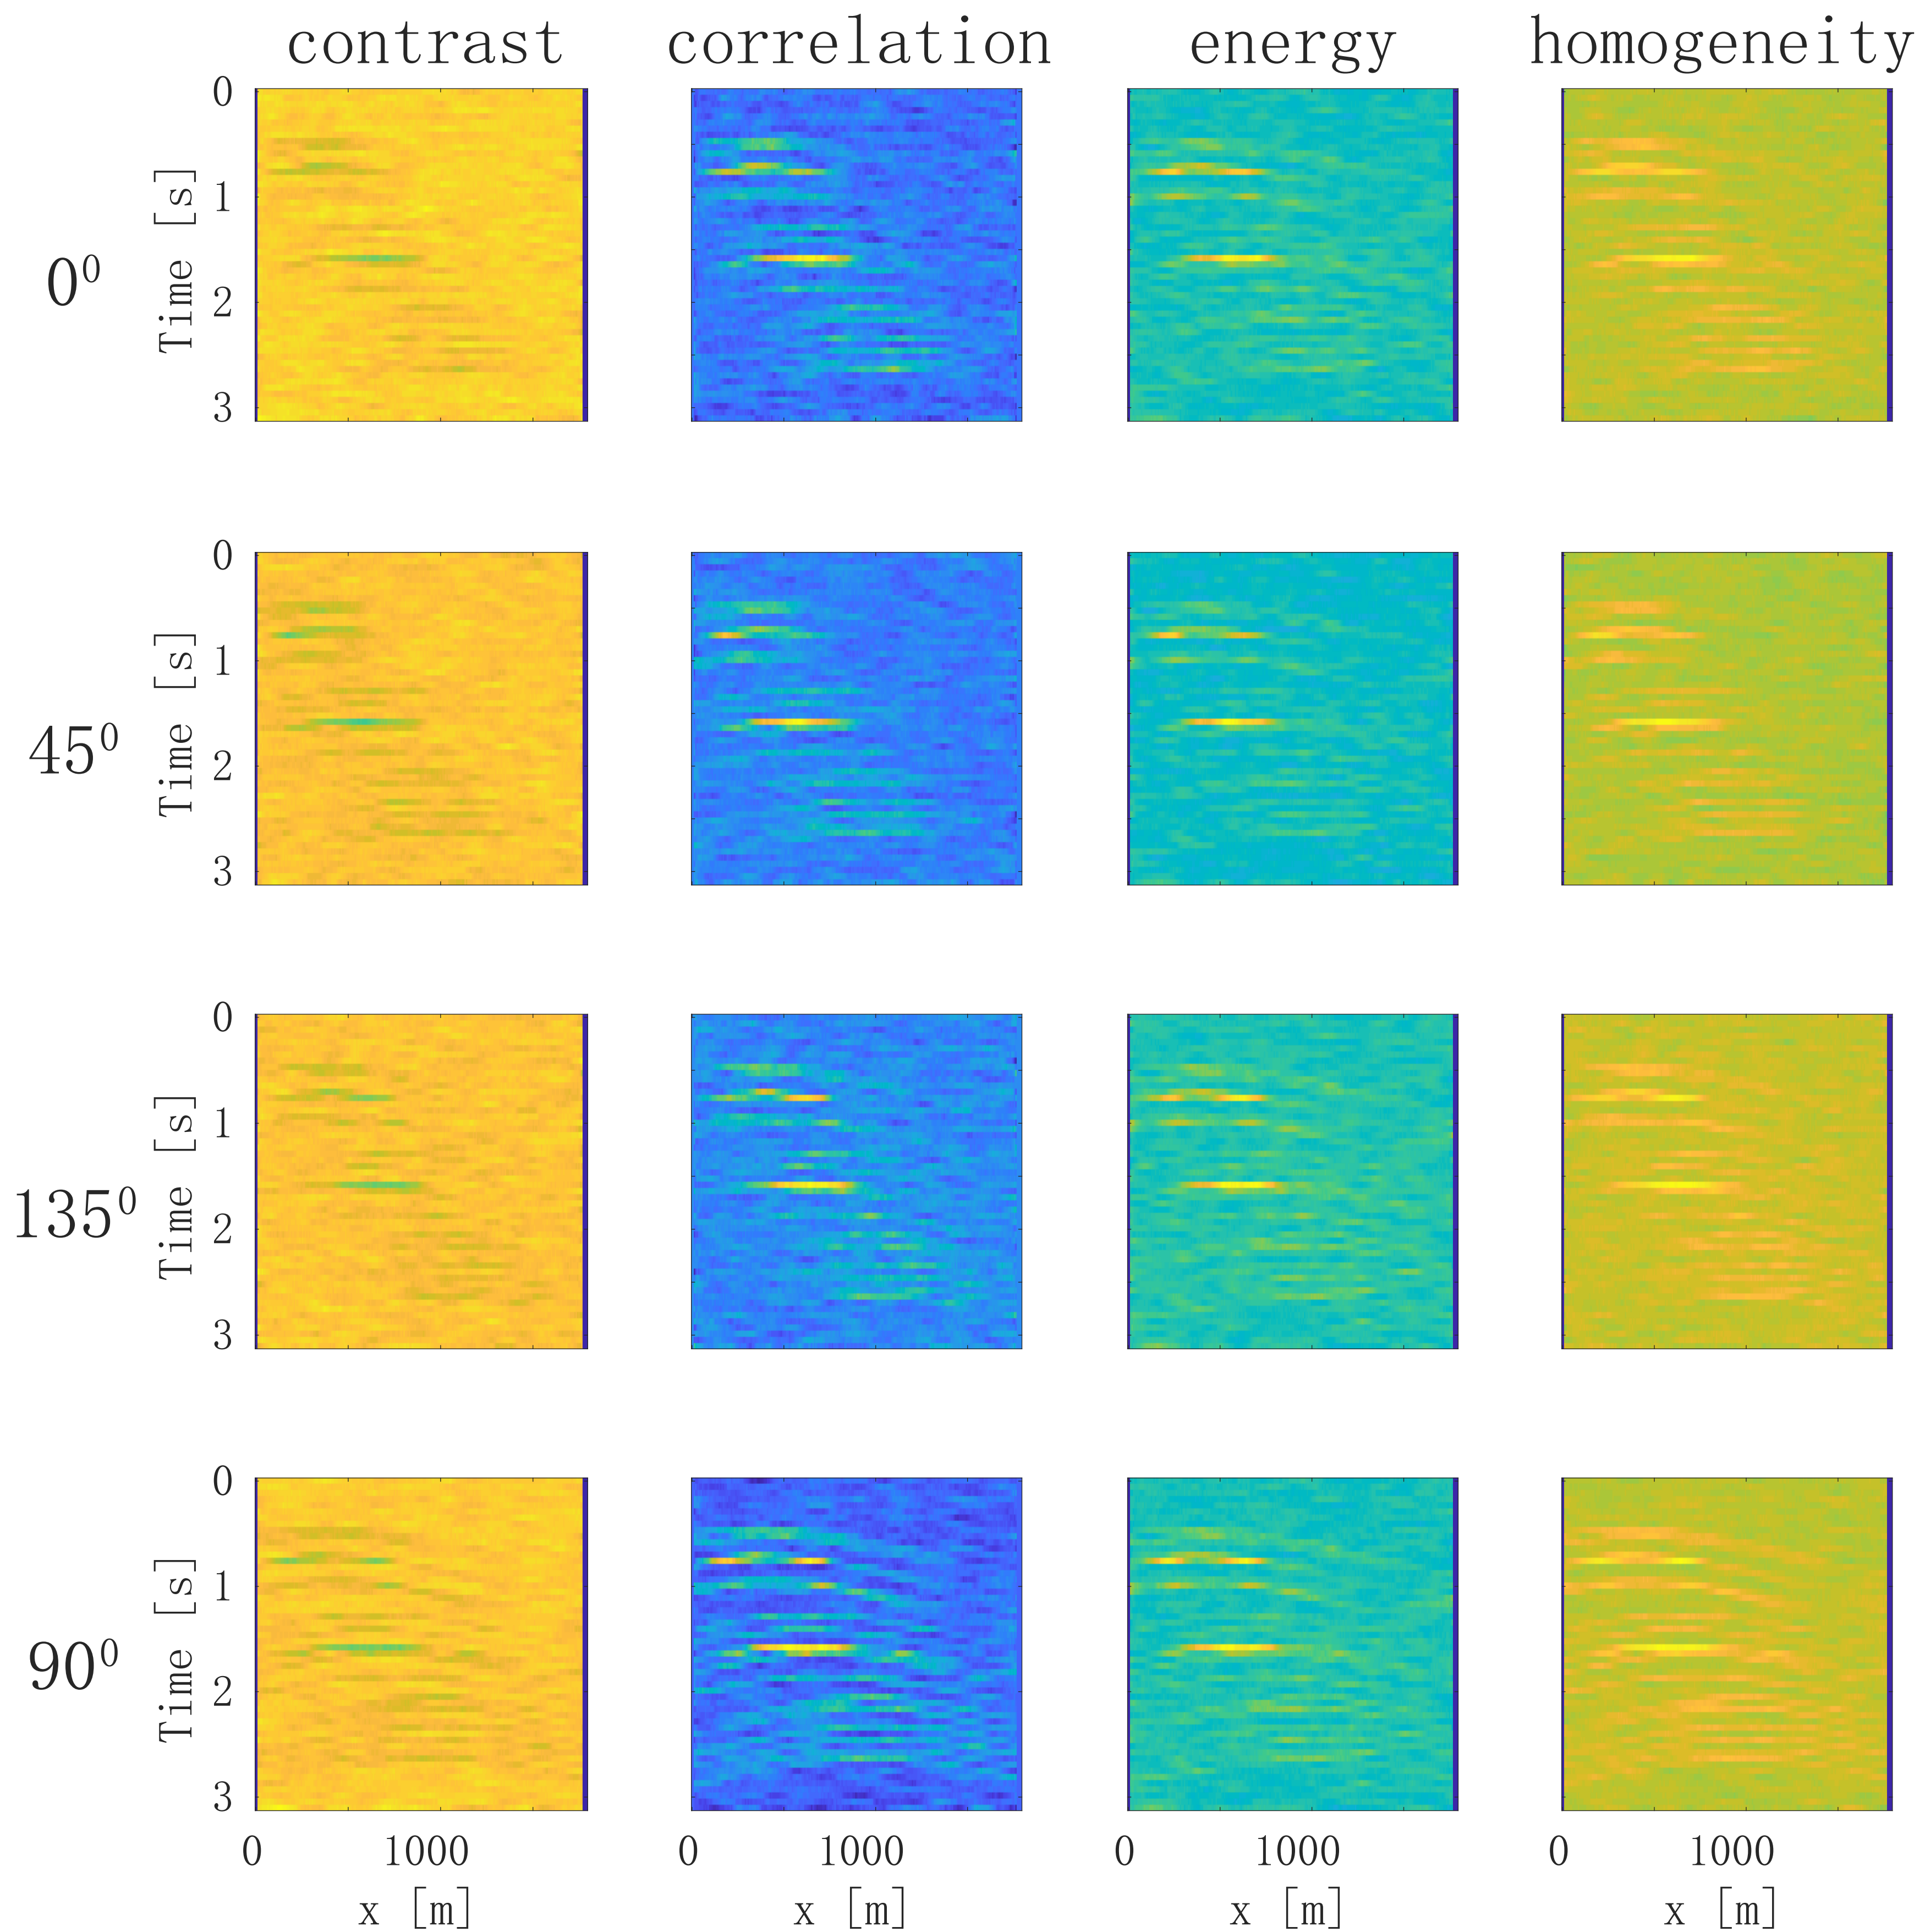 contrast correlation energy homogeneity
0
1
2
3
Time [s]
0⁰
0
1
2
3
Time [s]
45⁰
0
1
2
3
Time [s]
135⁰
0
1
2
3
Time [s]
90⁰
0 1000 0 1000 0 1000 0 1000
x [m] x [m] x [m] x [m]